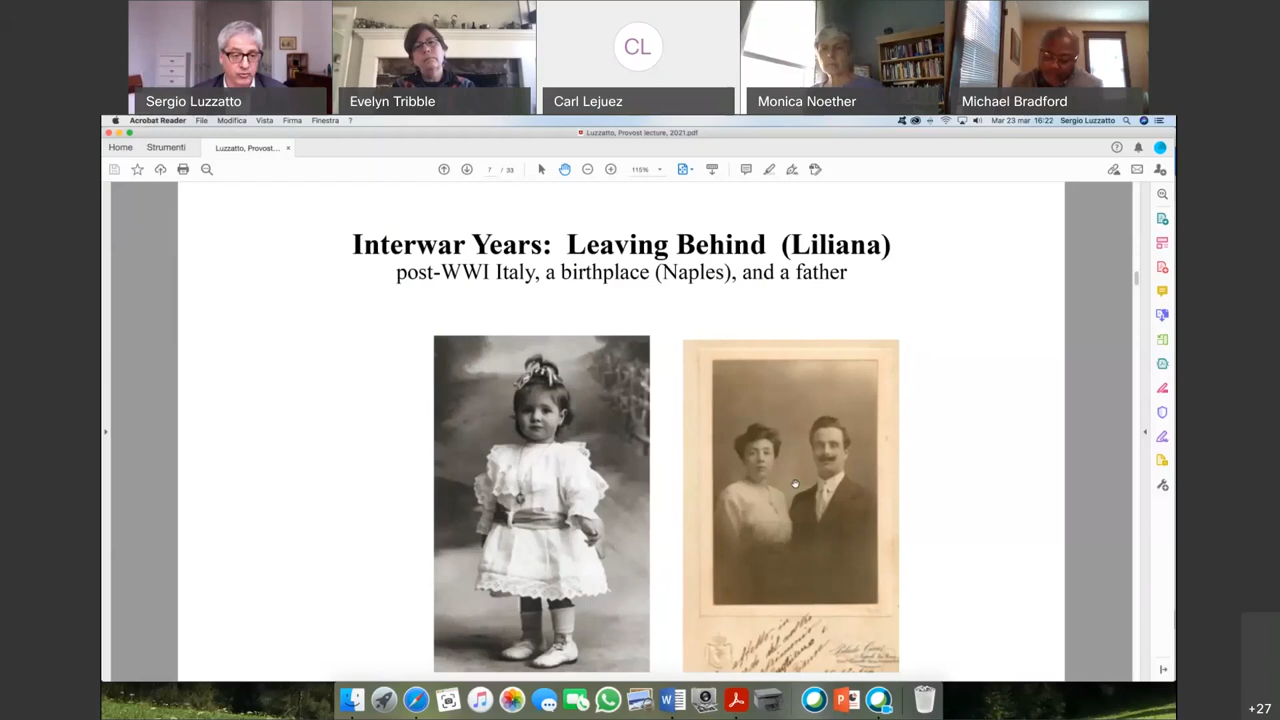 CL
Sergio Luzzatto
Evelyn Tribble
Carl Lejuez
Monica Noether
Michael Bradford
Acrobat Reader File Modifica Vista Firma Finestra ?
Mar 23 mar 16:22 Sergio Luzzatto
Luzzatto, Provost lecture, 2021.pdf
Home Strumenti Luzzatto, Provost... ×
7 / 33
115%
Interwar Years: Leaving Behind (Liliana)
post-WWI Italy, a birthplace (Naples), and a father
+27